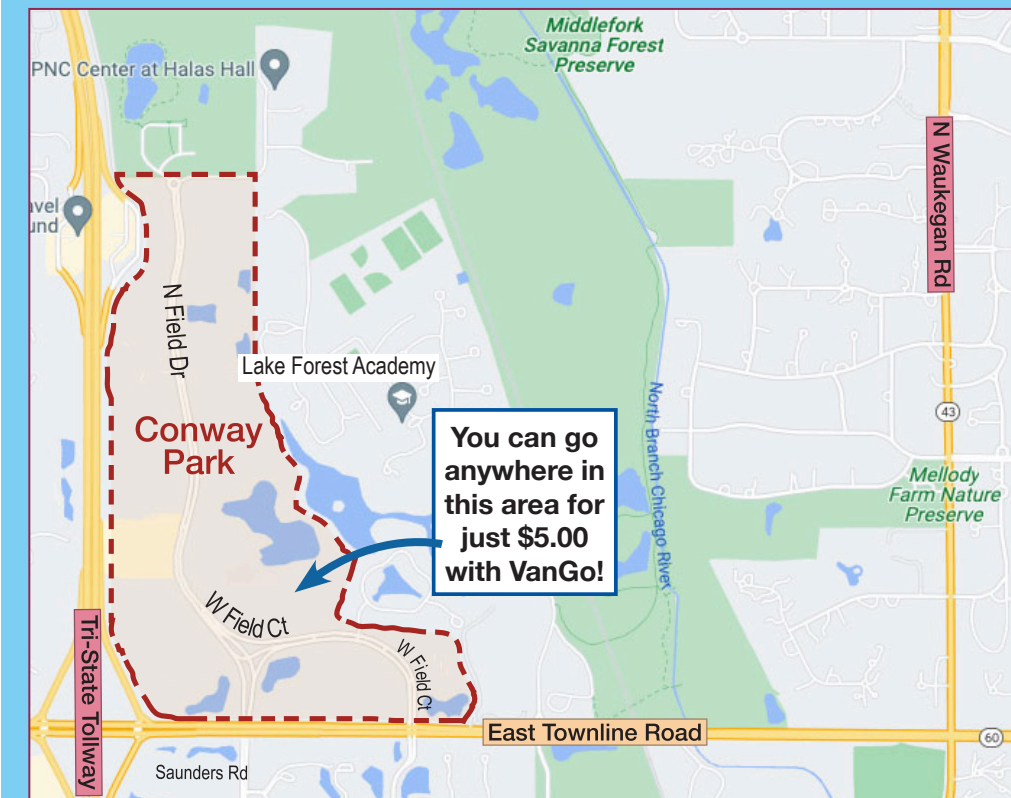 Middlefork
Savanna Forest
Preserve
PNC Center at Halas Hall
N Waukegan Rd
N Field Dr
Lake Forest Academy
Conway
Park
You can go
anywhere in
this area for
just $5.00
with VanGo!
North Branch Chicago River
43
Mellody
Farm Nature
Preserve
W Field Ct
W Field Ct
Tri-State Tollway
East Townline Road
60
Saunders Rd